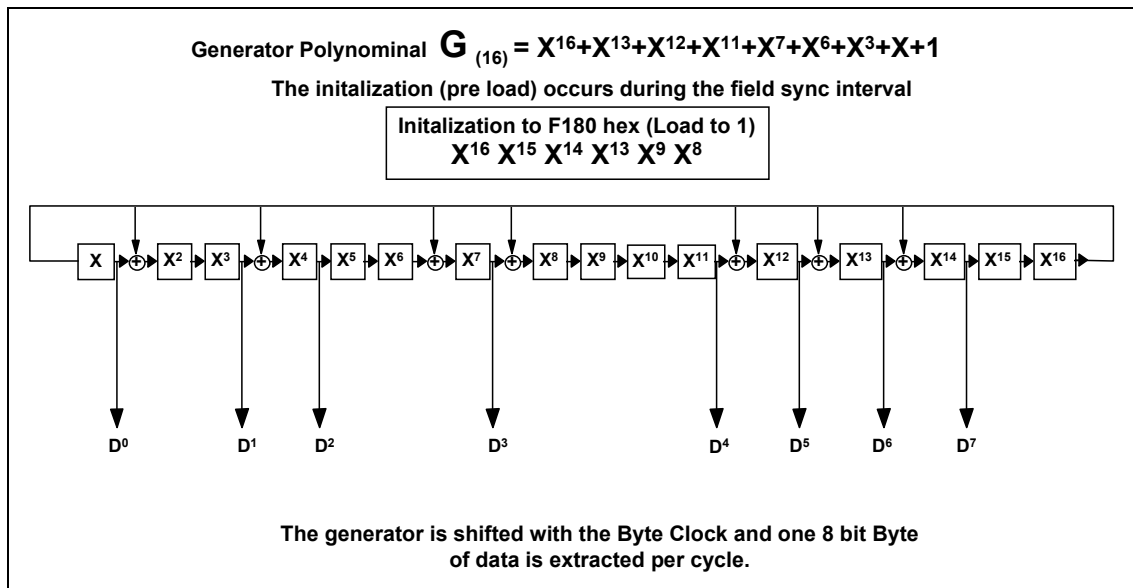 Generator Polynominal G (16) = X¹⁶+X¹³+X¹²+X¹¹+X⁷+X⁶+X³+X+1
The initalization (pre load) occurs during the field sync interval
Initalization to F180 hex (Load to 1)
X¹⁶ X¹⁵ X¹⁴ X¹³ X⁹ X⁸
X + X² X³ + X⁴ X⁵ X⁶ + X⁷ + X⁸ X⁹ X¹⁰ X¹¹ + X¹² + X¹³ + X¹⁴ X¹⁵ X¹⁶
D⁰ D¹ D² D³ D⁴ D⁵ D⁶ D⁷
The generator is shifted with the Byte Clock and one 8 bit Byte
of data is extracted per cycle.